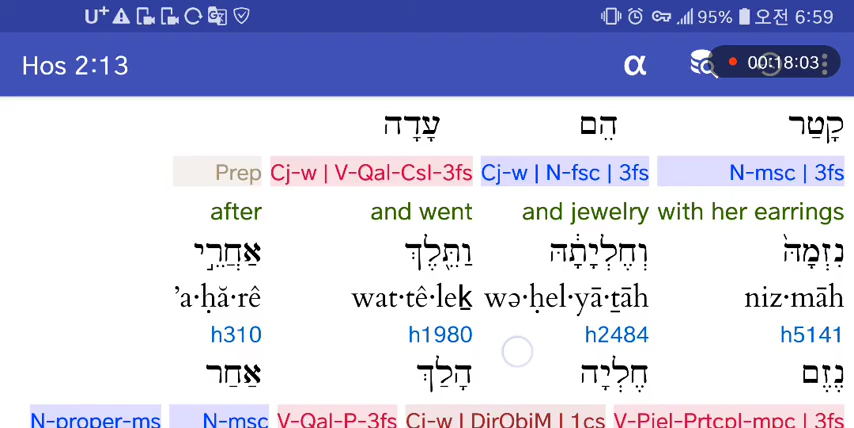 U+ 95% 오전 6:59
Hos 2:13 α 00:18:03
קָטַר הֵם עָדָה
N-msc | 3fs Cj-w | N-fsc | 3fs Cj-w | V-Qal-CsI-3fs Prep
with her earrings and jewelry and went after
נִזְמָהּ֙ וְחֶלְיָתָ֔הּ וַתֵּ֖לֶךְ אַחֲרֵ֣י
niz·māh wə·ḥel·yā·ṯāh wat·tê·leḵ ’a·ḥă·rê
h5141 h2484 h1980 h310
נֶזֶם חֶלְיָה הָלַךְ אַחַר
V-Piel-Prtcpl-mpc | 3fs Cj-w | DirObjM | 1cs V-Qal-P-3fs N-msc N-proper-ms